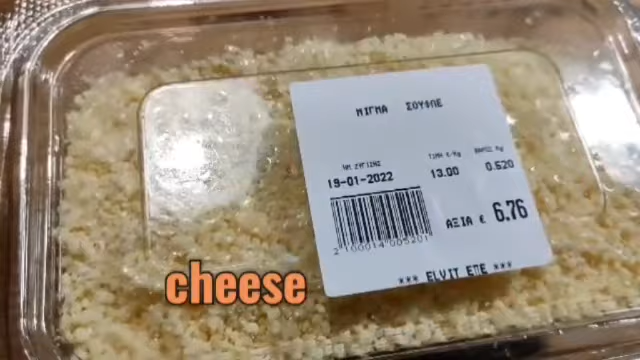 ΜΙΓΜΑ ΣΟΥΦΛΕ
ΗΜ.ΖΥΓΙΣΗΣ ΤΙΜΗ €/Kg ΒΑΡΟΣ Kg
19-01-2022 13.00 0.520
ΑΞΙΑ € 6.76
2100014005201
*** ELVIT ΕΠΕ ***
cheese